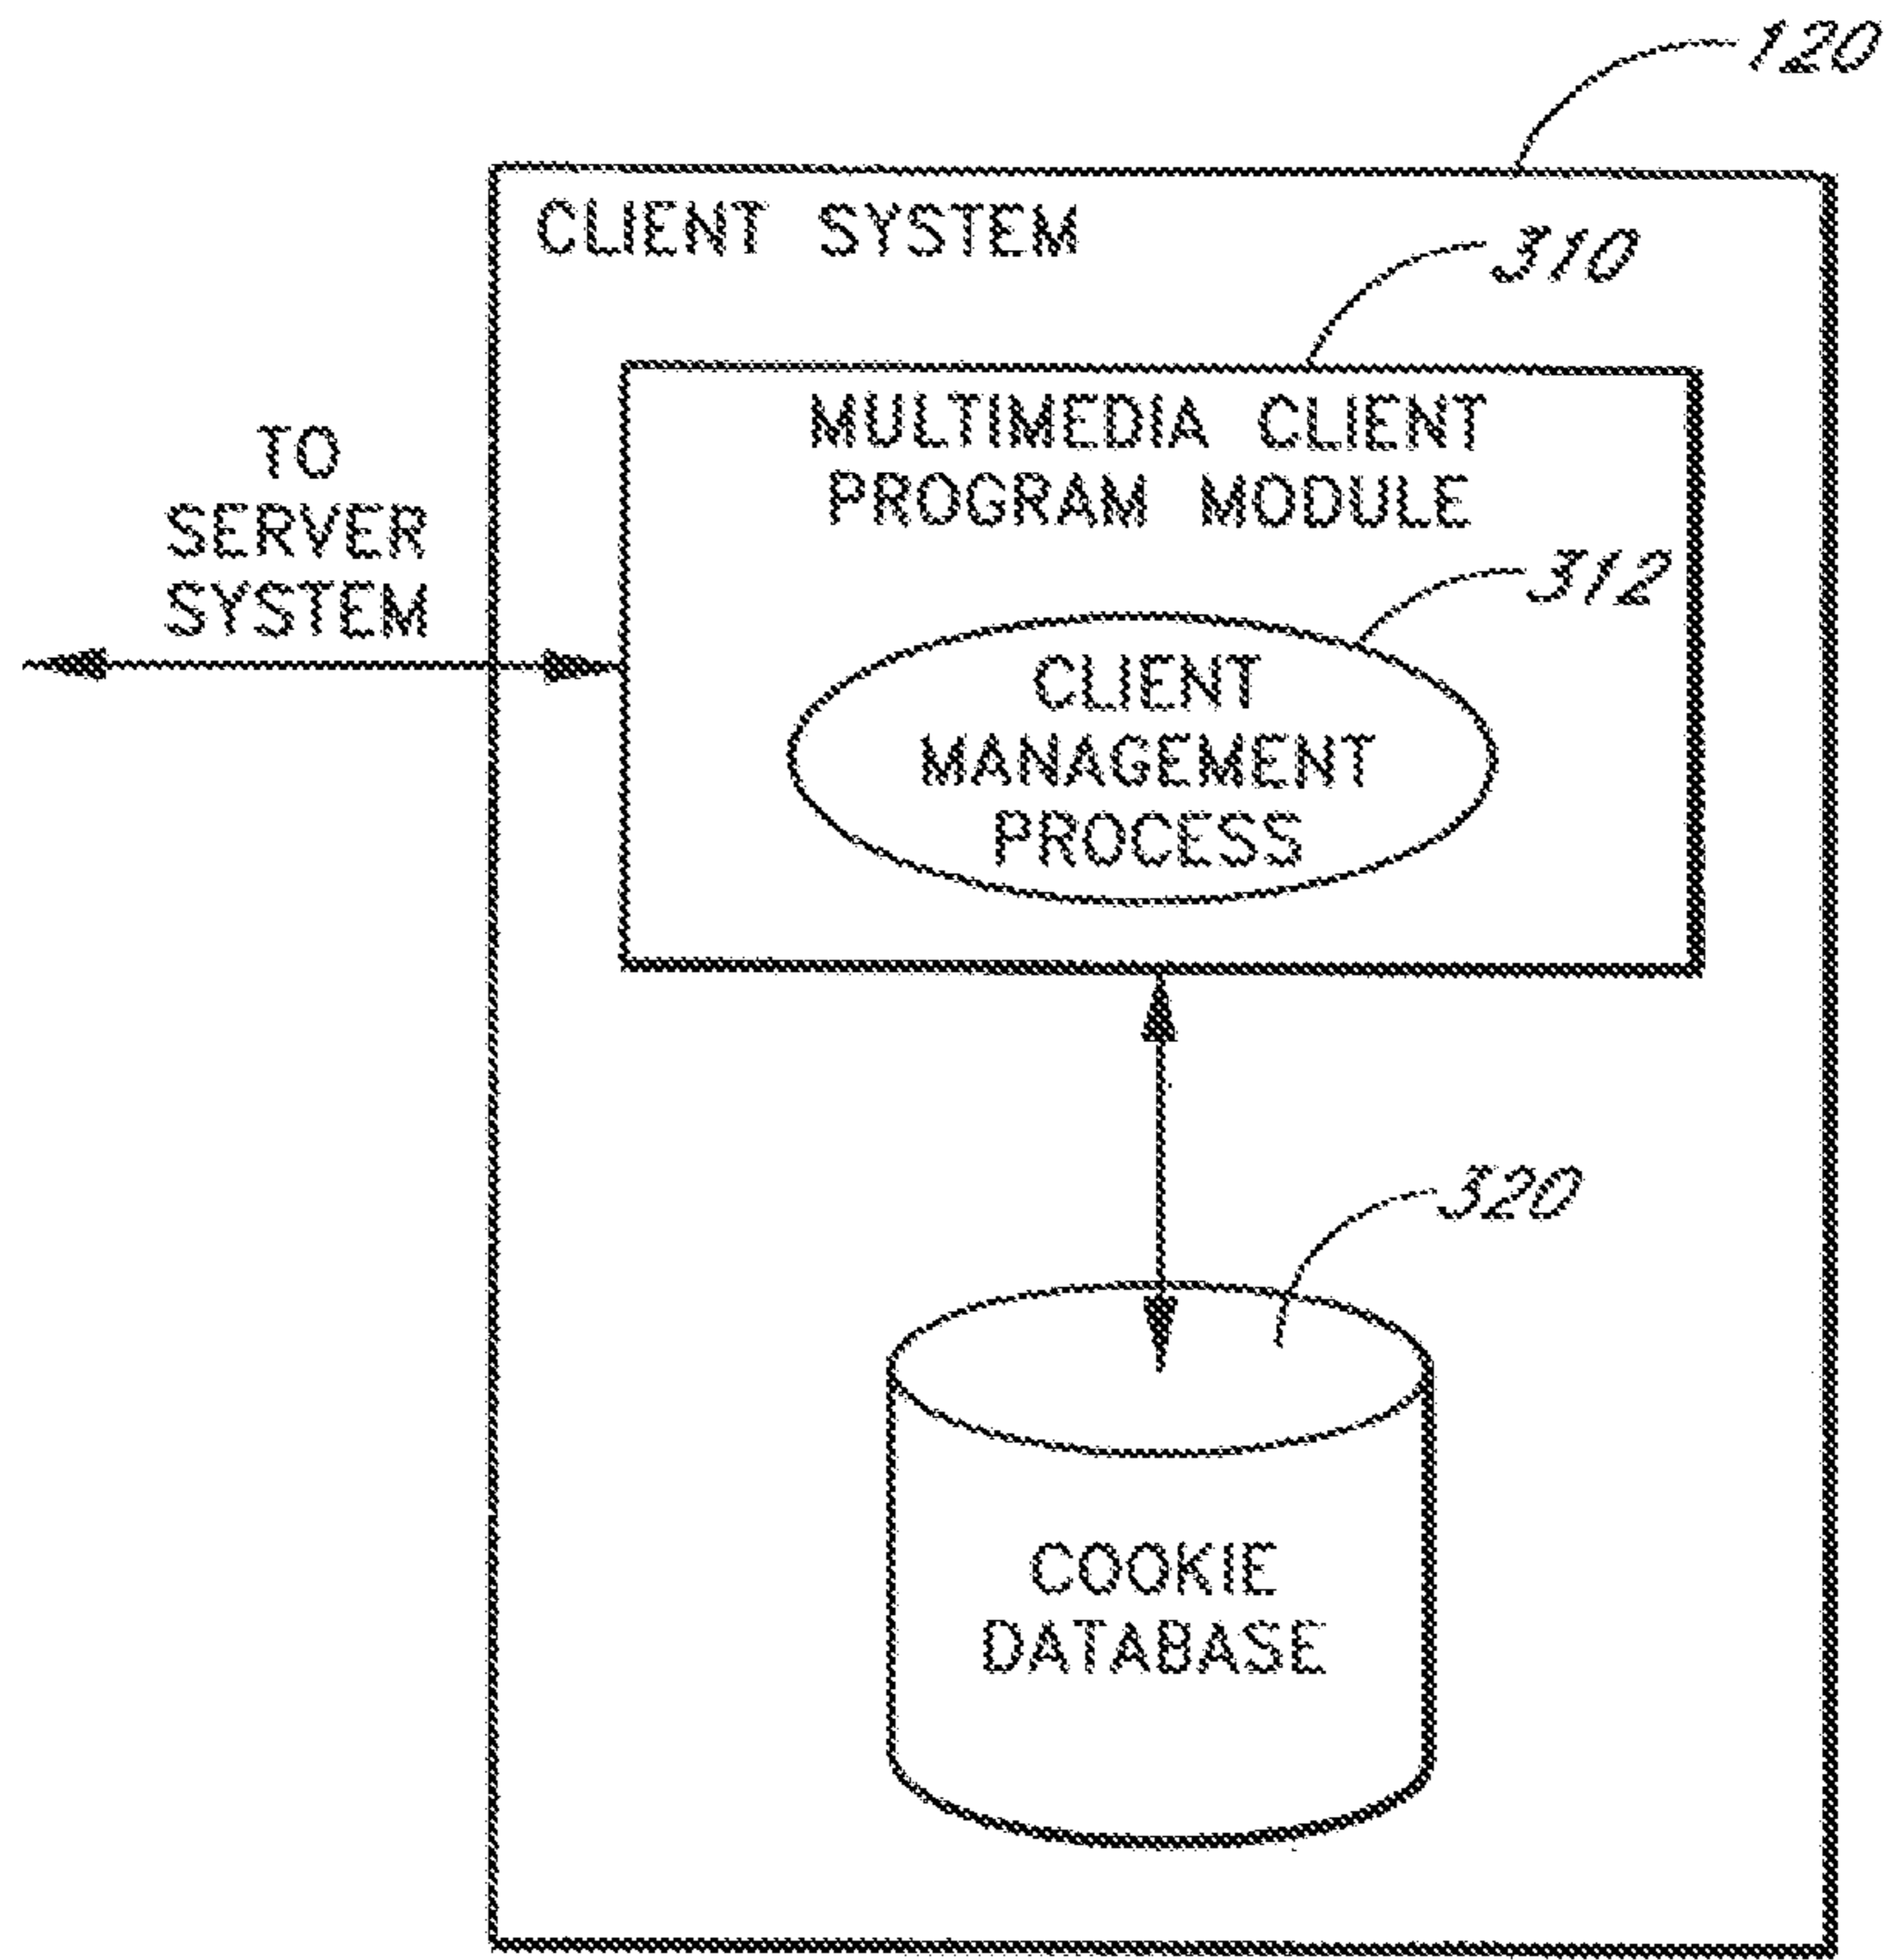 120
CLIENT SYSTEM
310
MULTIMEDIA CLIENT
PROGRAM MODULE
TO
SERVER
SYSTEM
312
CLIENT
MANAGEMENT
PROCESS
320
COOKIE
DATABASE